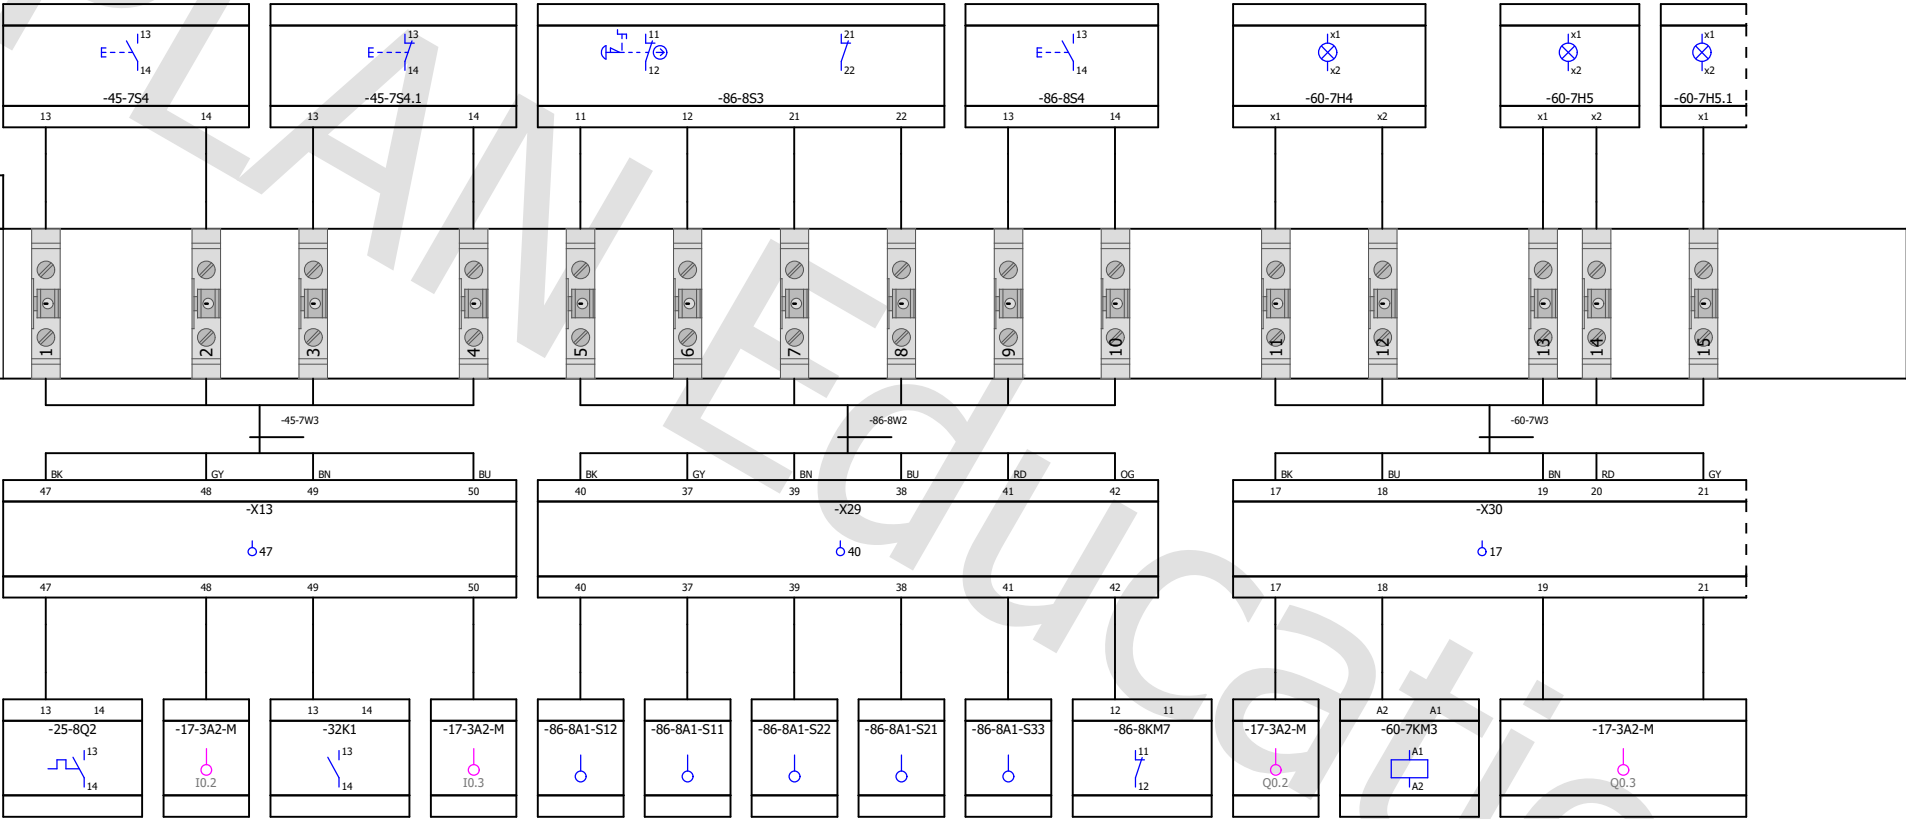 13
14
-45-7S4
13 14
13
14
-45-7S4.1
13 14
11
12
21
22
-86-8S3
11 12 21 22
13
14
-86-8S4
13 14
x1
x2
-60-7H4
x1 x2
x1
x2
-60-7H5
x1 x2
x1
x2
-60-7H5.1
x1
1 2 3 4 5 6 7 8 9 10 11 12 13 14 15
-45-7W3 -86-8W2 -60-7W3
BK GY BN BU BK GY BN BU RD OG BK BU BN RD GY
47 48 49 50 40 37 39 38 41 42 17 18 19 20 21
-X13 -X29 -X30
47 40 17
47 48 49 50 40 37 39 38 41 42 17 18 19 21
13 14
-25-8Q2
13
14
-17-3A2-M
I0.2
13 14
-32K1
13
14
-17-3A2-M
I0.3
-86-8A1-S12
-86-8A1-S11
-86-8A1-S22
-86-8A1-S21
-86-8A1-S33
12 11
-86-8KM7
11
12
-17-3A2-M
Q0.2
A2 A1
-60-7KM3
A1
A2
-17-3A2-M
Q0.3
PLAN Educatio